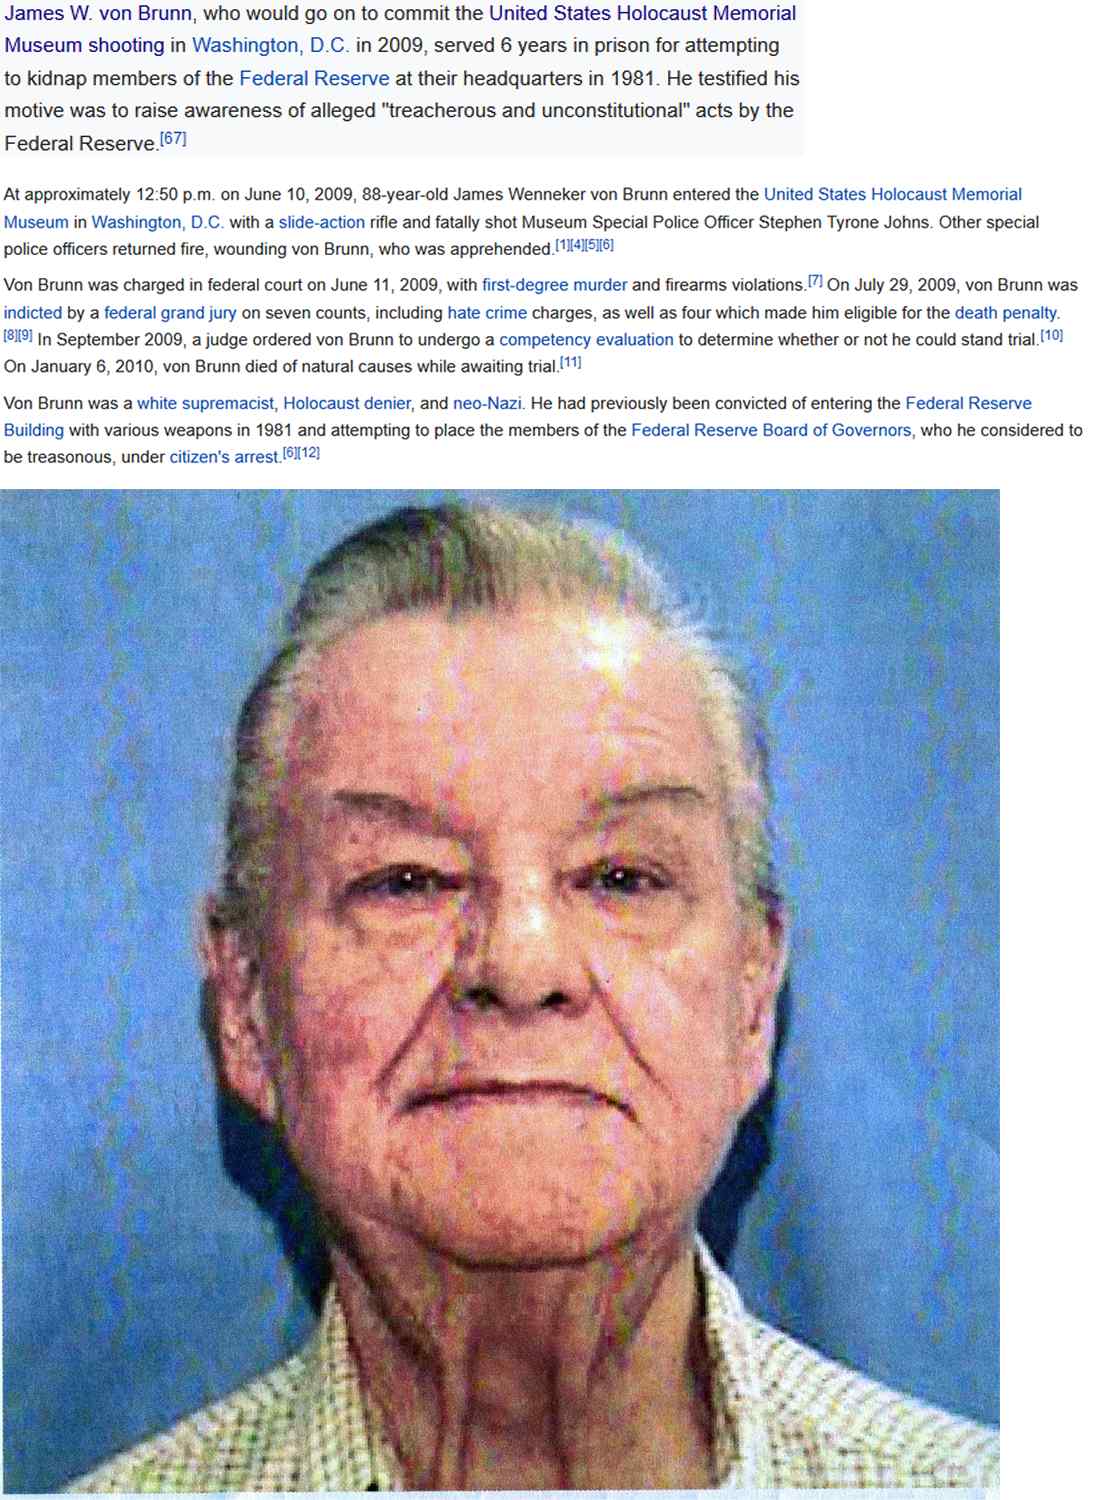 James W. von Brunn, who would go on to commit the United States Holocaust Memorial
Museum shooting in Washington, D.C. in 2009, served 6 years in prison for attempting
to kidnap members of the Federal Reserve at their headquarters in 1981. He testified his
motive was to raise awareness of alleged "treacherous and unconstitutional" acts by the
Federal Reserve.[67]
At approximately 12:50 p.m. on June 10, 2009, 88-year-old James Wenneker von Brunn entered the United States Holocaust Memorial
Museum in Washington, D.C. with a slide-action rifle and fatally shot Museum Special Police Officer Stephen Tyrone Johns. Other special
police officers returned fire, wounding von Brunn, who was apprehended.[1][4][5][6]
Von Brunn was charged in federal court on June 11, 2009, with first-degree murder and firearms violations.[7] On July 29, 2009, von Brunn was
indicted by a federal grand jury on seven counts, including hate crime charges, as well as four which made him eligible for the death penalty.
[8][9] In September 2009, a judge ordered von Brunn to undergo a competency evaluation to determine whether or not he could stand trial.[10]
On January 6, 2010, von Brunn died of natural causes while awaiting trial.[11]
Von Brunn was a white supremacist, Holocaust denier, and neo-Nazi. He had previously been convicted of entering the Federal Reserve
Building with various weapons in 1981 and attempting to place the members of the Federal Reserve Board of Governors, who he considered to
be treasonous, under citizen's arrest.[6][12]